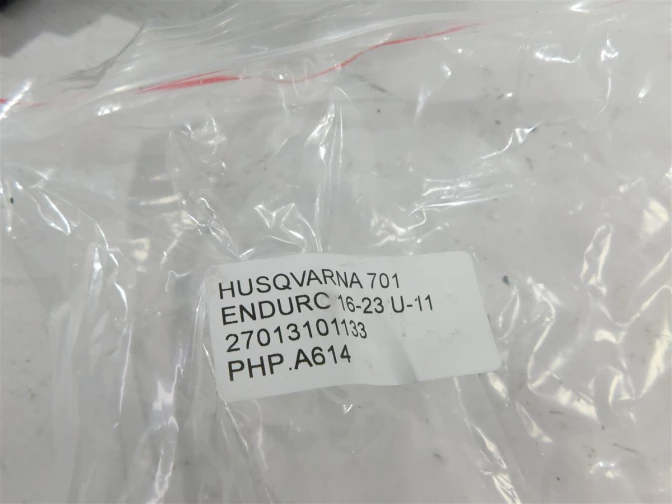 HUSQVARNA 701
ENDURO 16-23 U-11
27013101133
PHP.A614